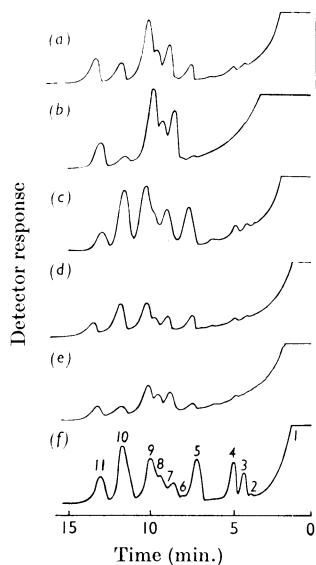 (a)
(b)
(c)
(d)
(e)
(f)
Detector response
11 10 9 8 7 6 5 4 3 2 1
15 10 5 0
Time (min.)